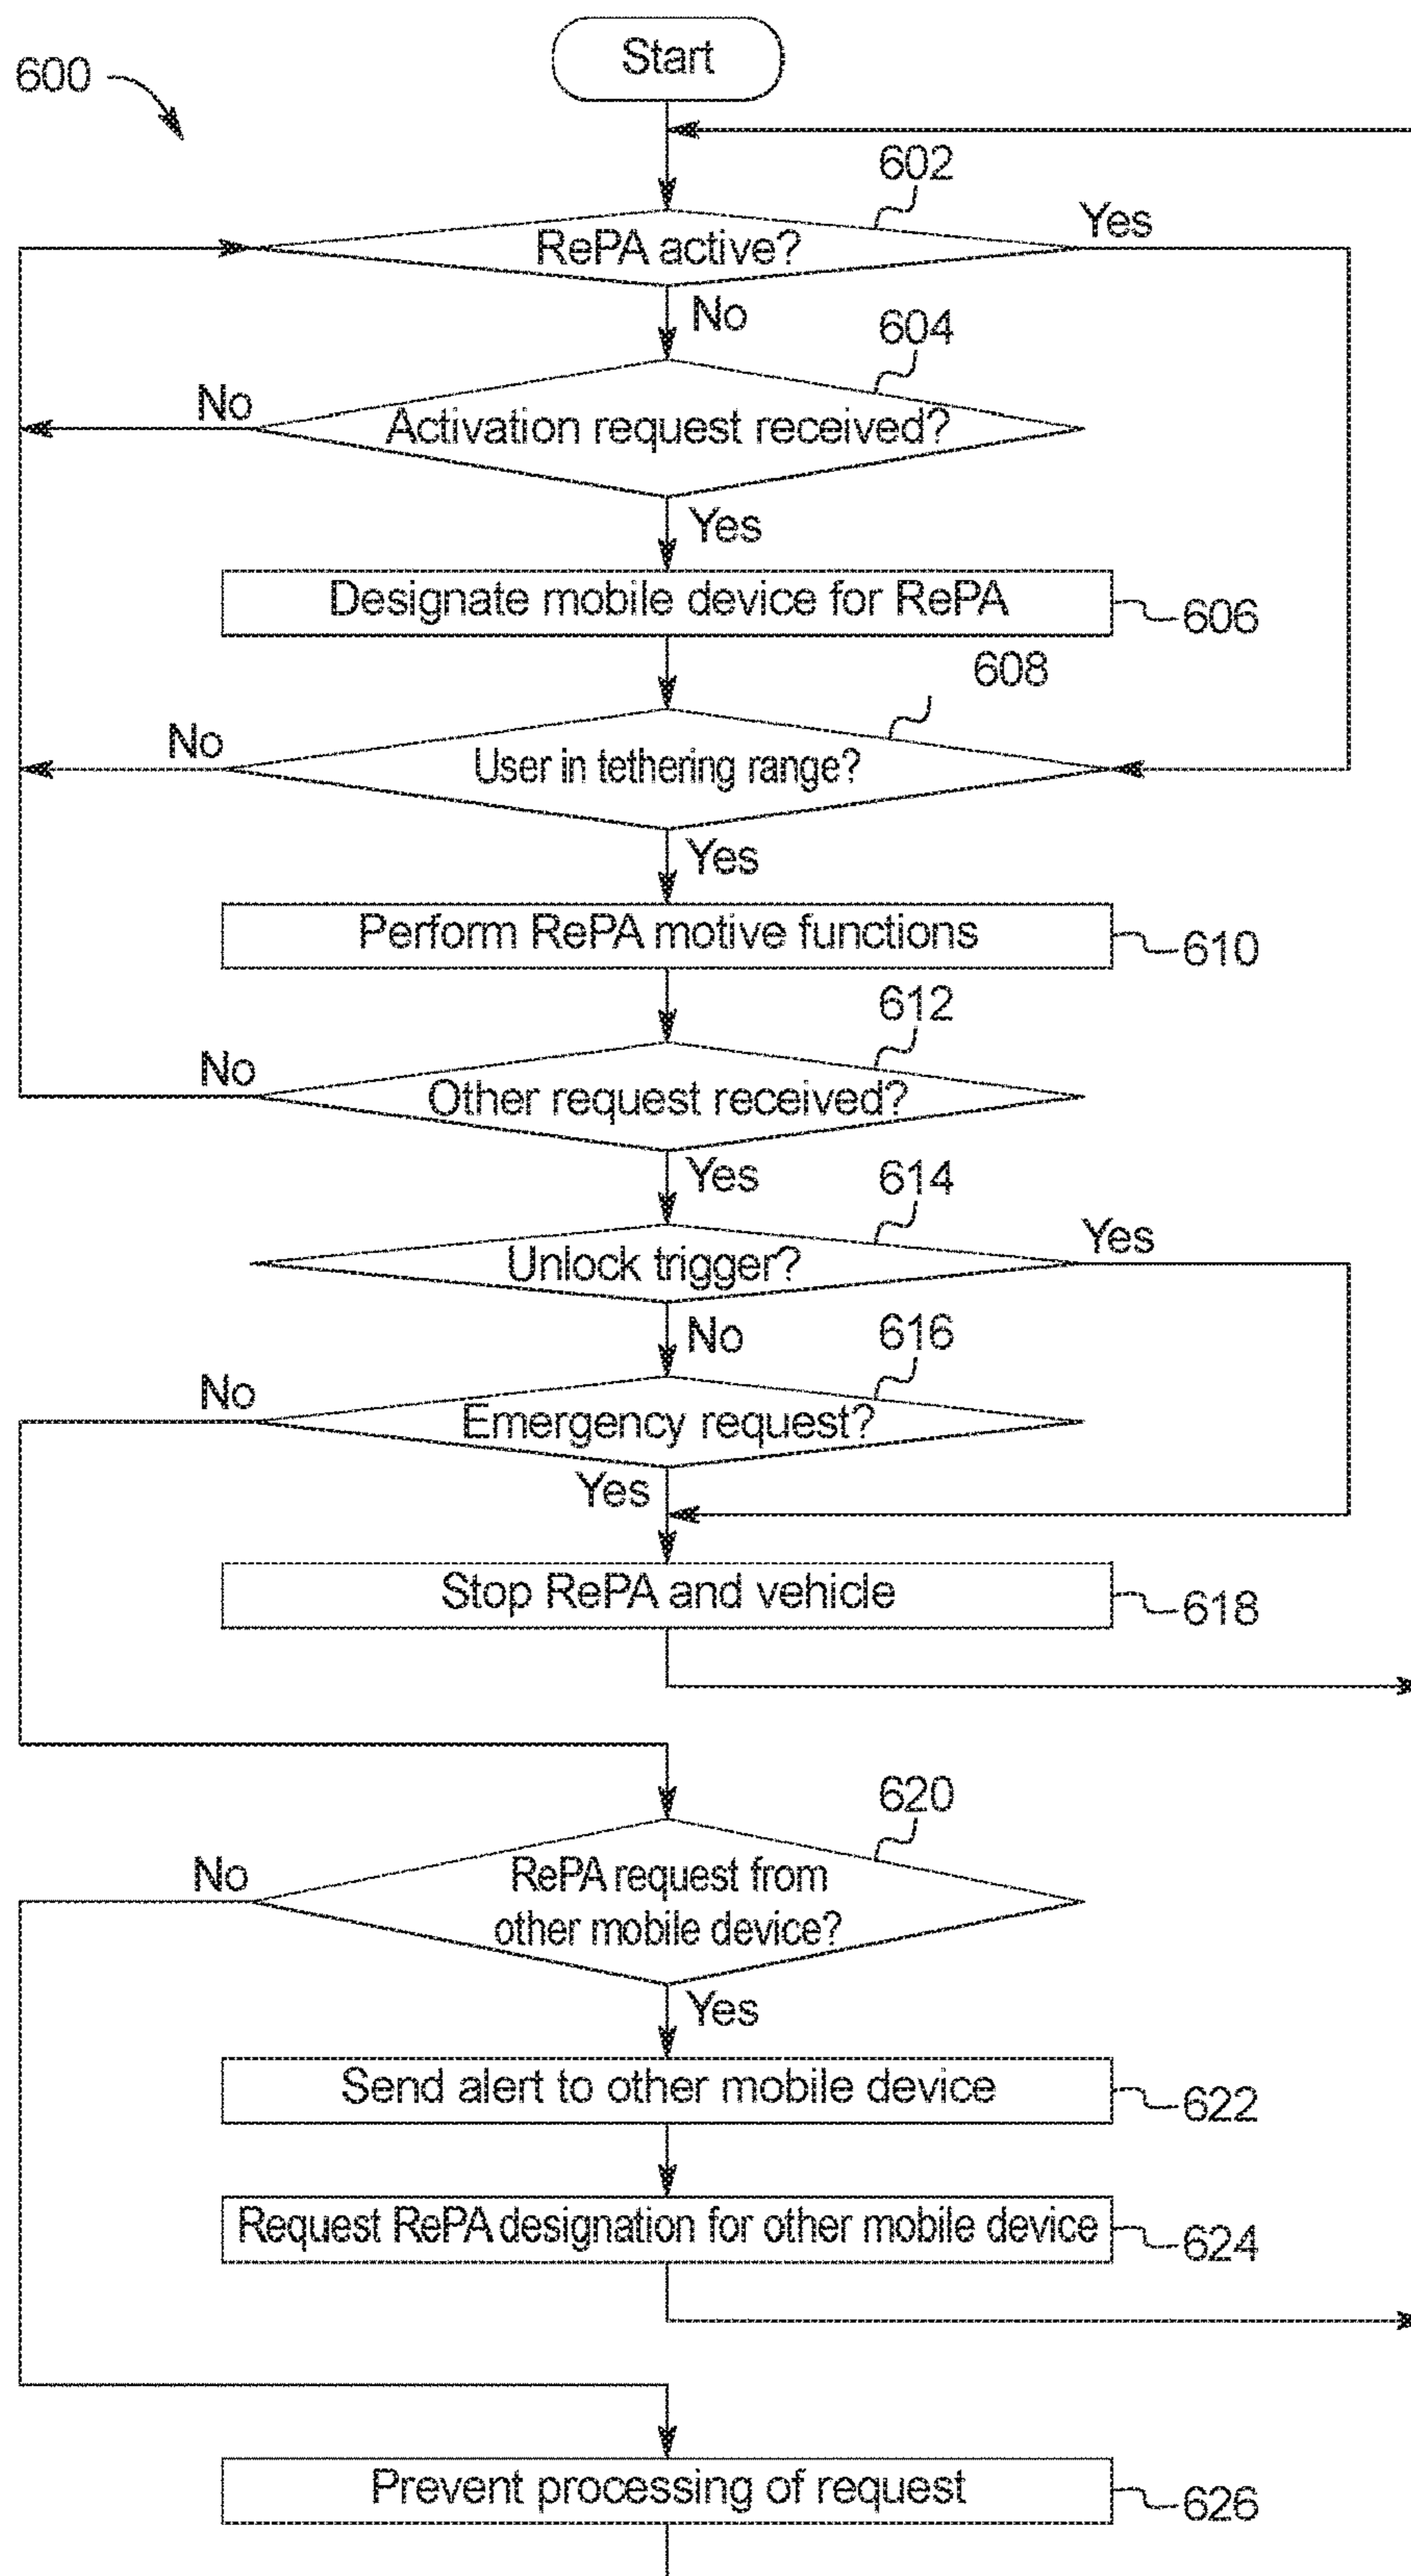 Start
600
602
RePA active?
Yes
No
604
Activation request received?
No
Yes
Designate mobile device for RePA
606
608
User in tethering range?
No
Yes
Perform RePA motive functions
610
612
Other request received?
No
Yes
614
Unlock trigger?
Yes
No
616
Emergency request?
No
Yes
Stop RePA and vehicle
618
620
RePA request from
other mobile device?
No
Yes
Send alert to other mobile device
622
Request RePA designation for other mobile device
624
Prevent processing of request
626